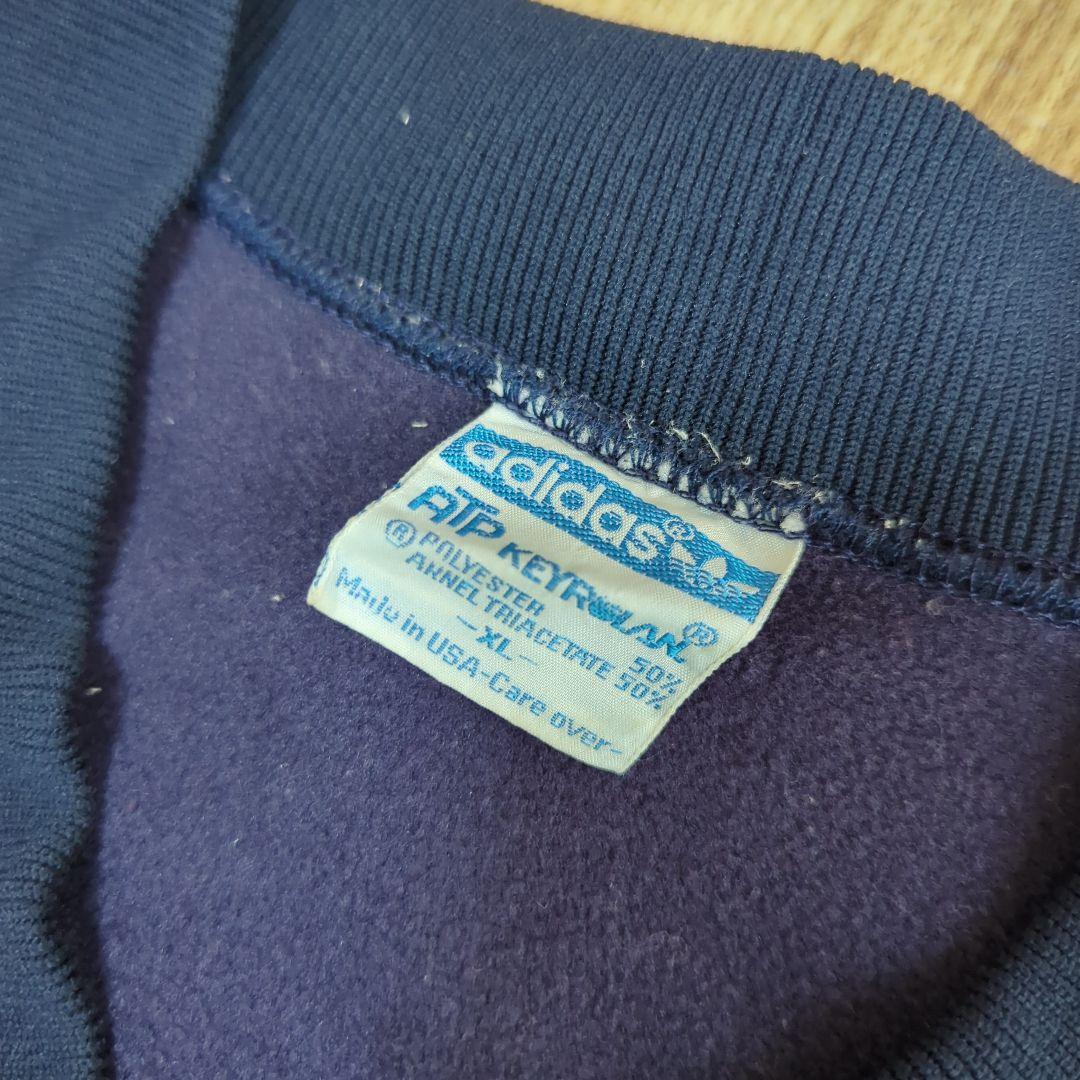 adidas®
ATP KEYROLAN®
® POLYESTER 50%
ARNEL TRIACETATE 50%
-XL-
Made in USA-Care over-